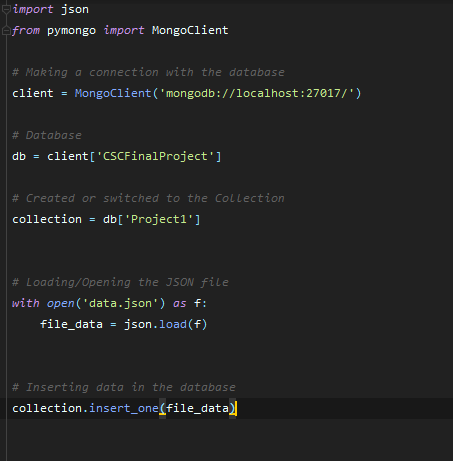 import json
from pymongo import MongoClient
# Making a connection with the database
client = MongoClient('mongodb://localhost:27017/')
# Database
db = client['CSCFinalProject']
# Created or switched to the Collection
collection = db['Project1']
# Loading/Opening the JSON file
with open('data.json') as f:
    file_data = json.load(f)
# Inserting data in the database
collection.insert_one(file_data)